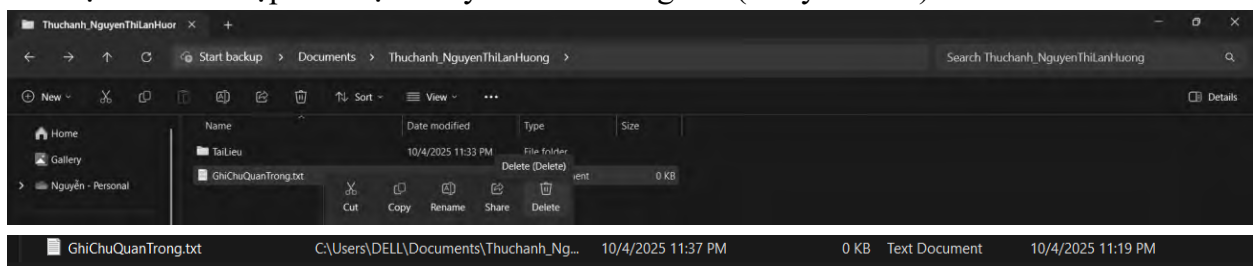 Thuchanh_NguyenThiLanHuor
Start backup > Documents > Thuchanh_NguyenThiLanHuong >
Search Thuchanh_NguyenThiLanHuong
New
Sort
View
Details
Name
Date modified
Type
Size
Home
Gallery
Nguyễn - Personal
TaiLieu
10/4/2025 11:33 PM
File folder
GhiChuQuanTrong.txt
0 KB
Delete (Delete)
Cut
Copy
Rename
Share
Delete
GhiChuQuanTrong.txt C:\Users\DELL\Documents\Thuchanh_Ng... 10/4/2025 11:37 PM 0 KB Text Document 10/4/2025 11:19 PM